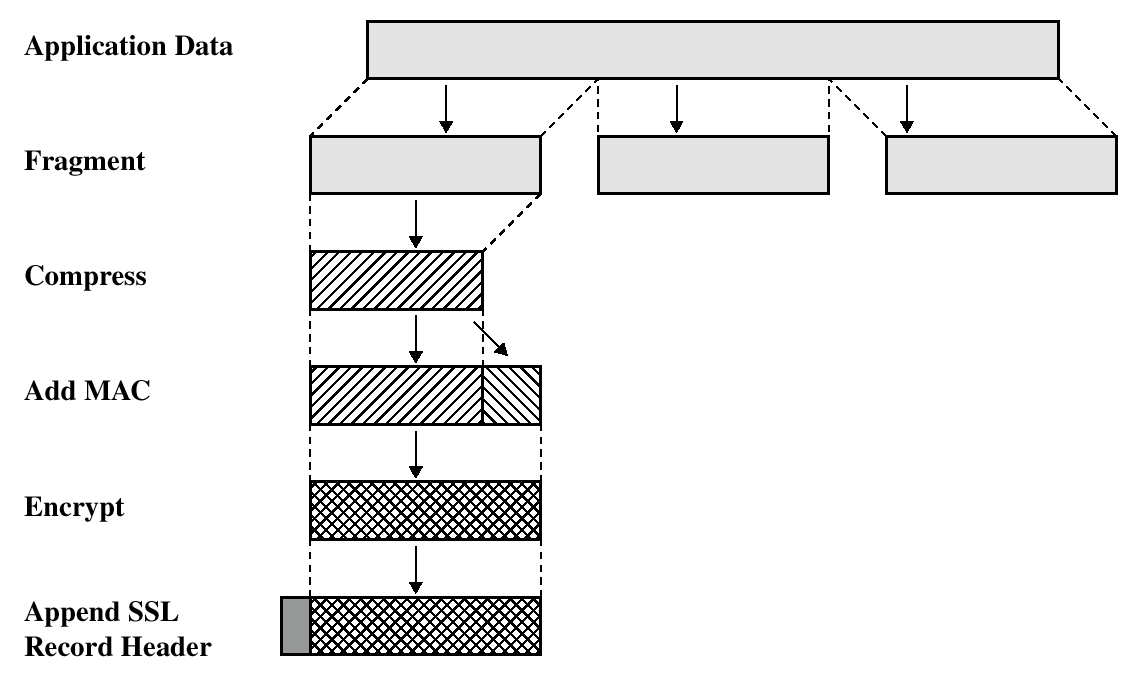 Application Data
Fragment
Compress
Add MAC
Encrypt
Append SSL
Record Header